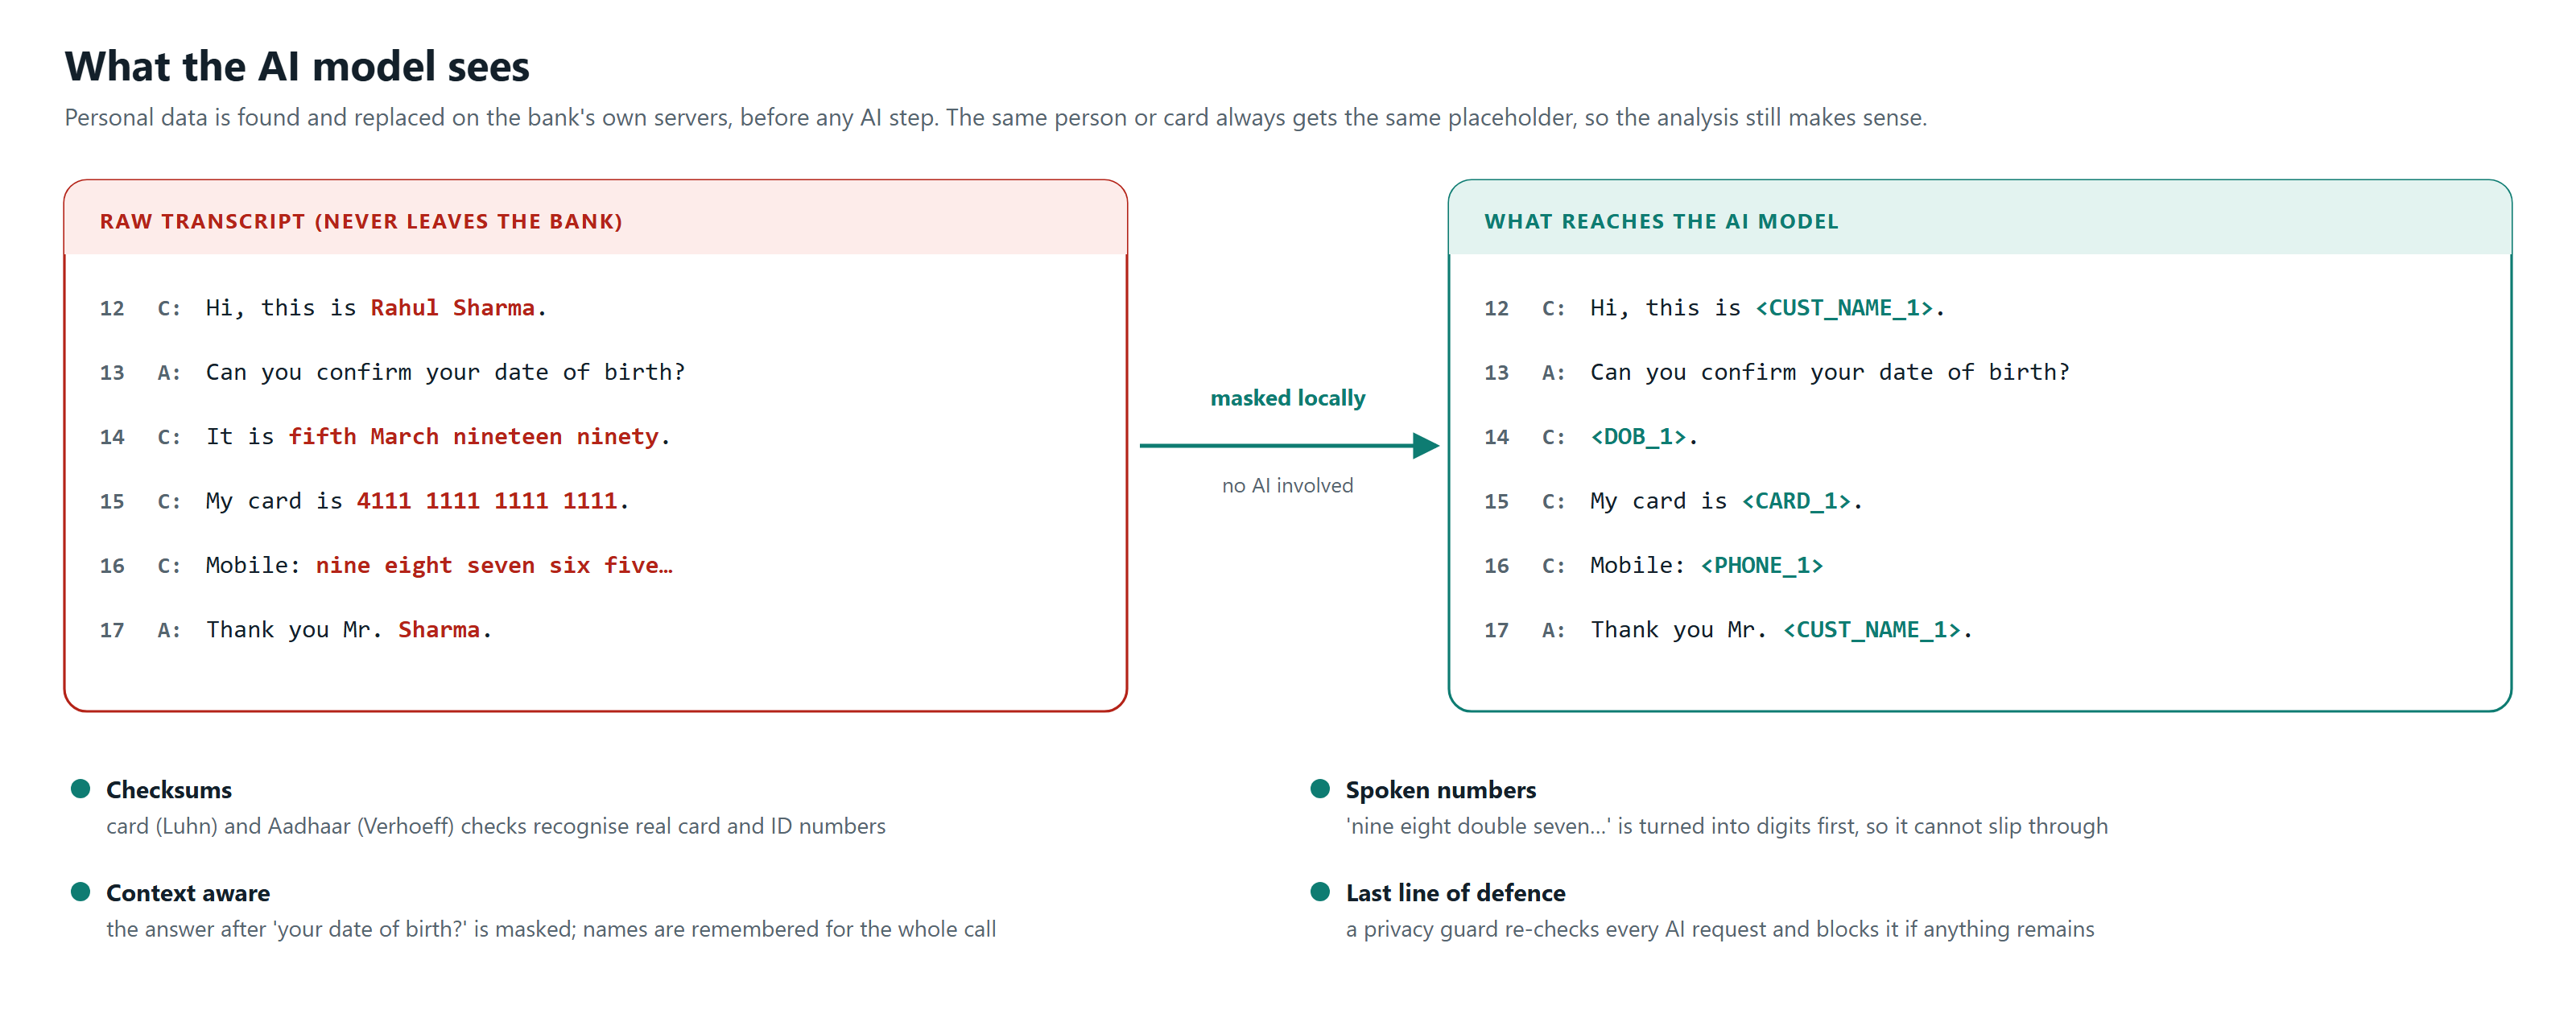 What the AI model sees
Personal data is found and replaced on the bank's own servers, before any AI step. The same person or card always gets the same placeholder, so the analysis still makes sense.
RAW TRANSCRIPT (NEVER LEAVES THE BANK)
12 C: Hi, this is Rahul Sharma.
13 A: Can you confirm your date of birth?
14 C: It is fifth March nineteen ninety.
15 C: My card is 4111 1111 1111 1111.
16 C: Mobile: nine eight seven six five…
17 A: Thank you Mr. Sharma.
masked locally
no AI involved
WHAT REACHES THE AI MODEL
12 C: Hi, this is <CUST_NAME_1>.
13 A: Can you confirm your date of birth?
14 C: <DOB_1>.
15 C: My card is <CARD_1>.
16 C: Mobile: <PHONE_1>
17 A: Thank you Mr. <CUST_NAME_1>.
Checksums
card (Luhn) and Aadhaar (Verhoeff) checks recognise real card and ID numbers
Spoken numbers
'nine eight double seven...' is turned into digits first, so it cannot slip through
Context aware
the answer after 'your date of birth?' is masked; names are remembered for the whole call
Last line of defence
a privacy guard re-checks every AI request and blocks it if anything remains